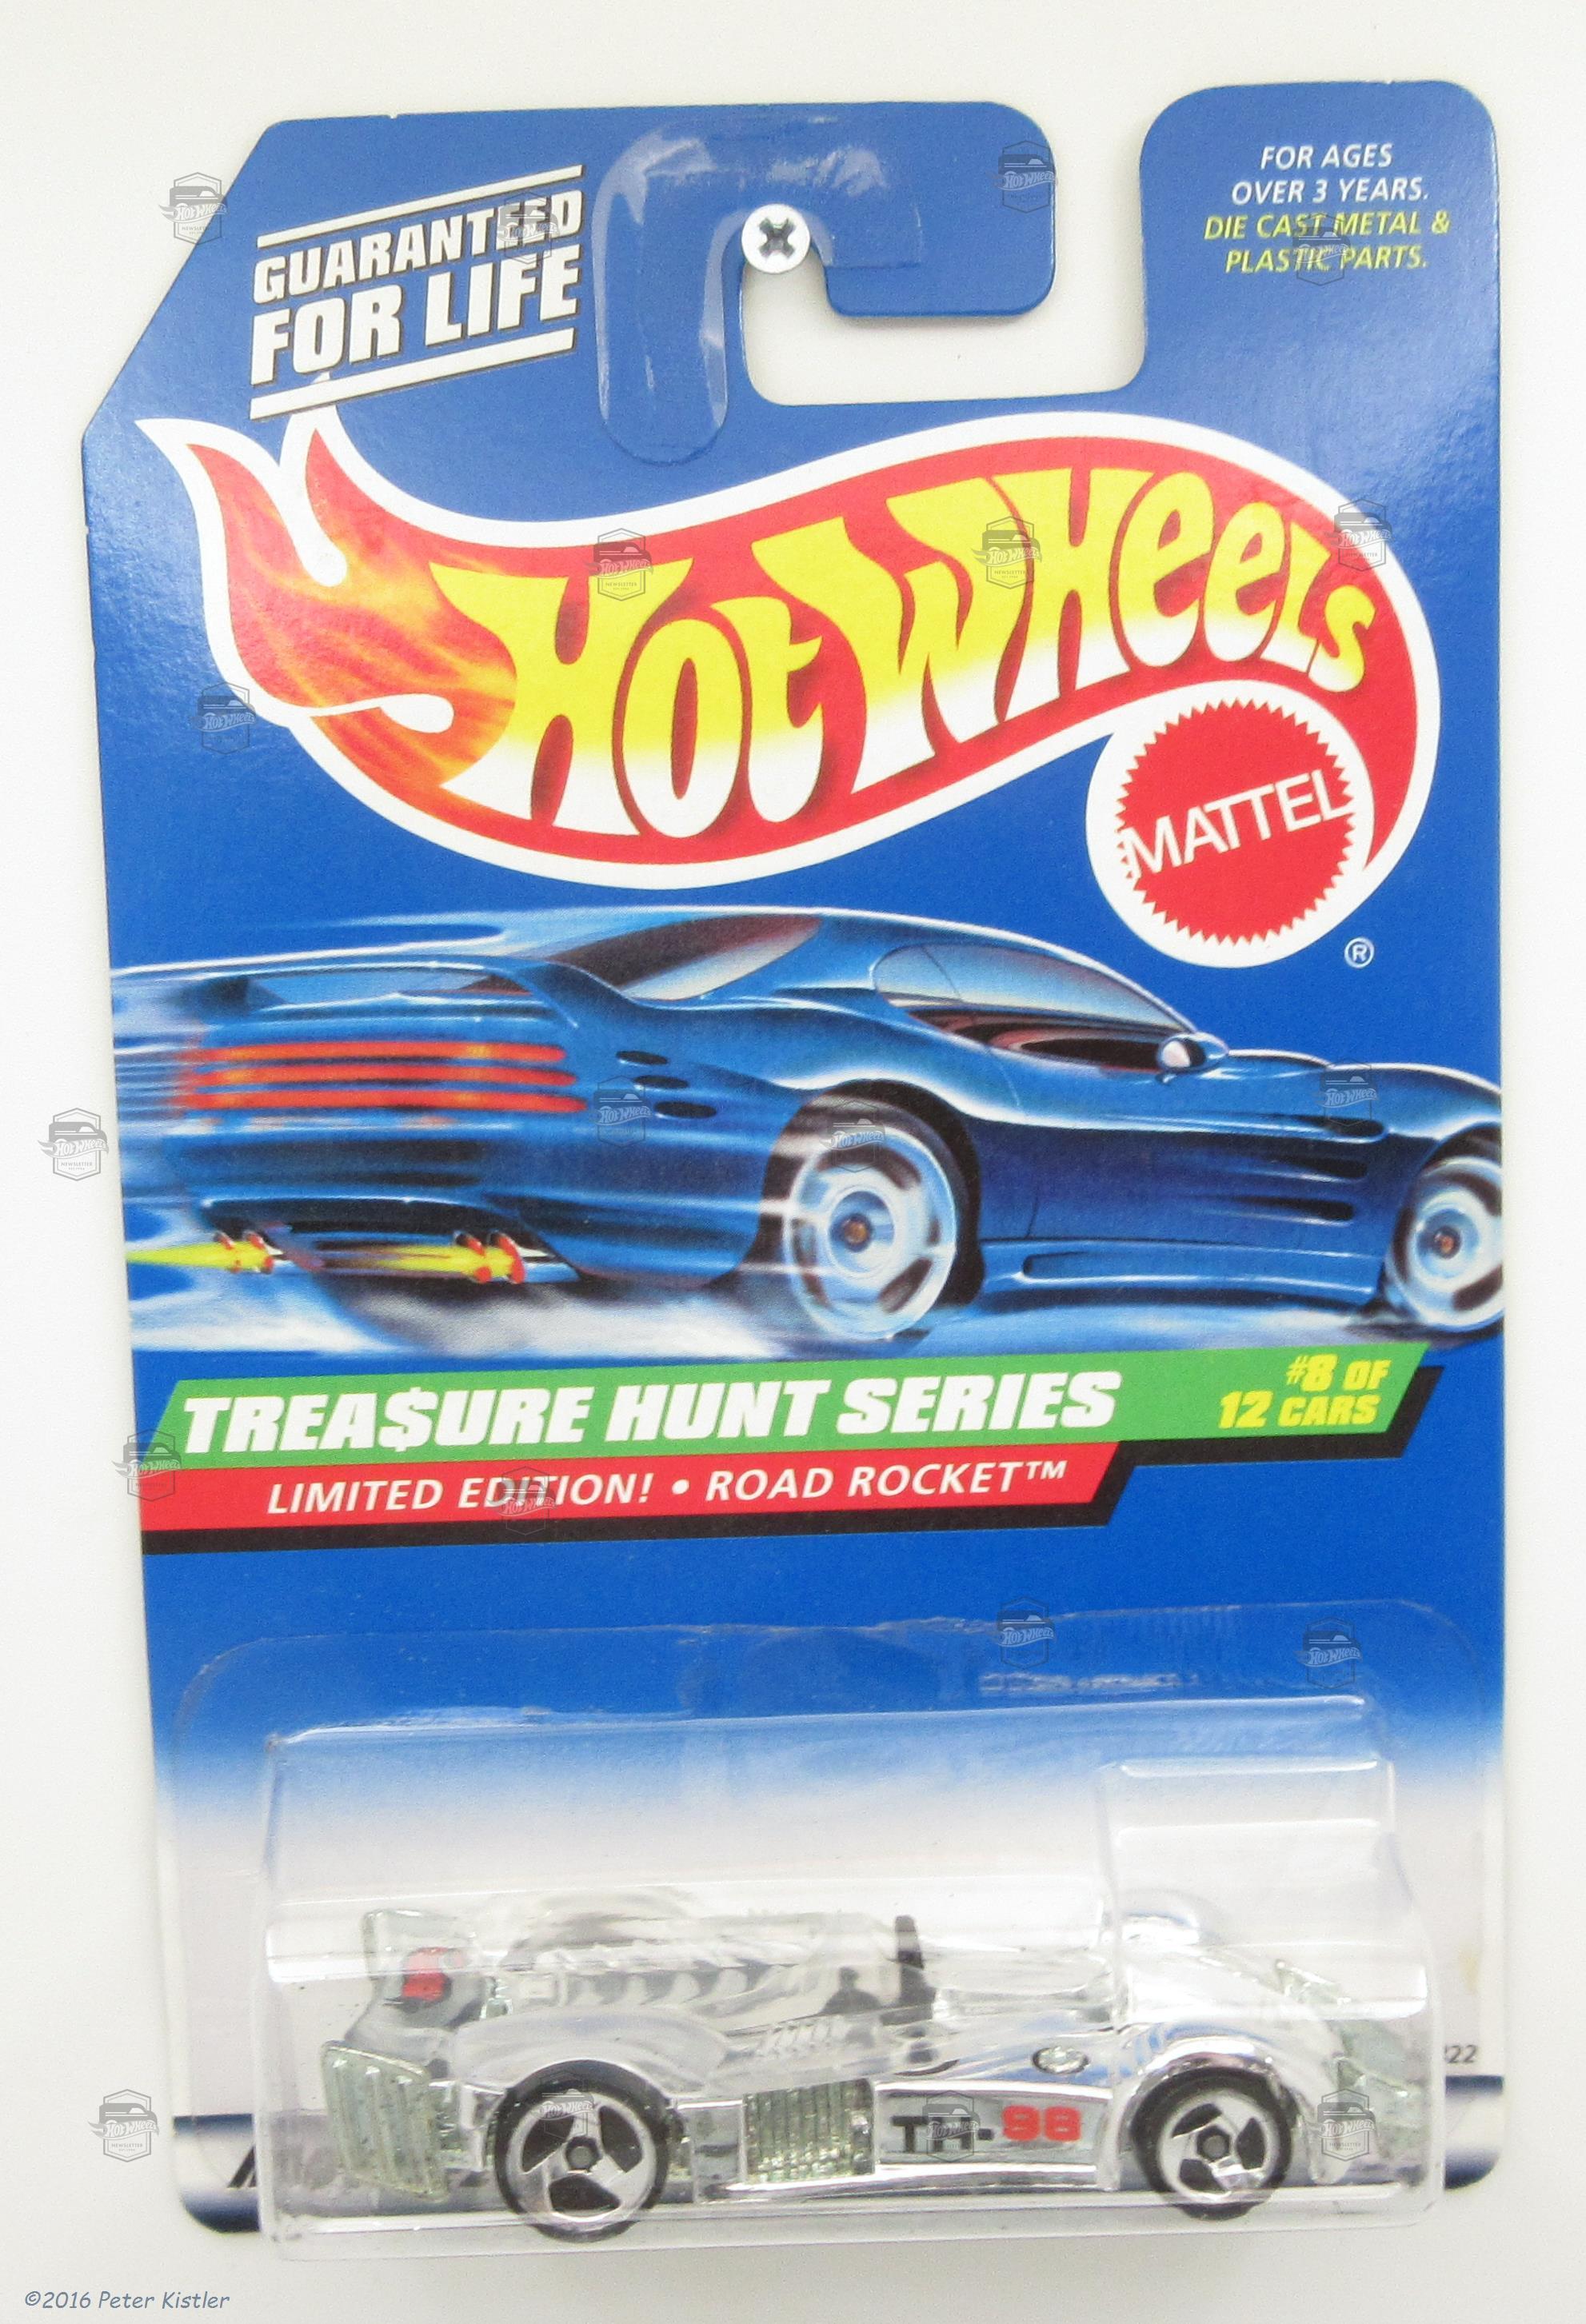 GUARANTEED
FOR LIFE
FOR AGES
OVER 3 YEARS.
DIE CAST METAL &
PLASTIC PARTS.
Hot Wheels
MATTEL
®
TREA$URE HUNT SERIES
#8 OF
12 CARS
LIMITED EDITION! • ROAD ROCKET™
TH-98
©2016 Peter Kistler